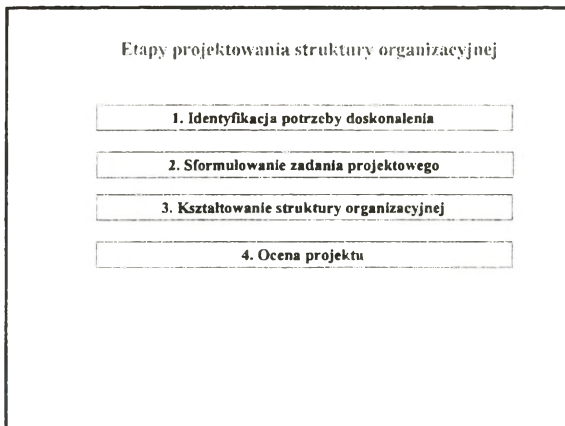 Etapy projektowania struktury organizacyjnej
1. Identyfikacja potrzeby doskonalenia
2. Sformułowanie zadania projektowego
3. Kształtowanie struktury organizacyjnej
4. Ocena projektu